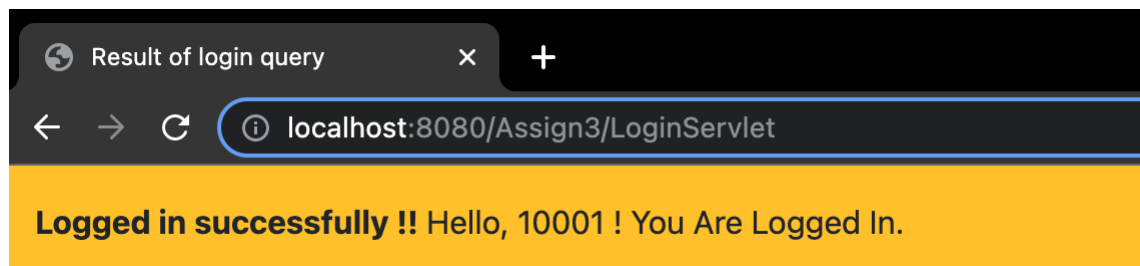 Result of login query
localhost:8080/Assign3/LoginServlet
Logged in successfully !! Hello, 10001 ! You Are Logged In.